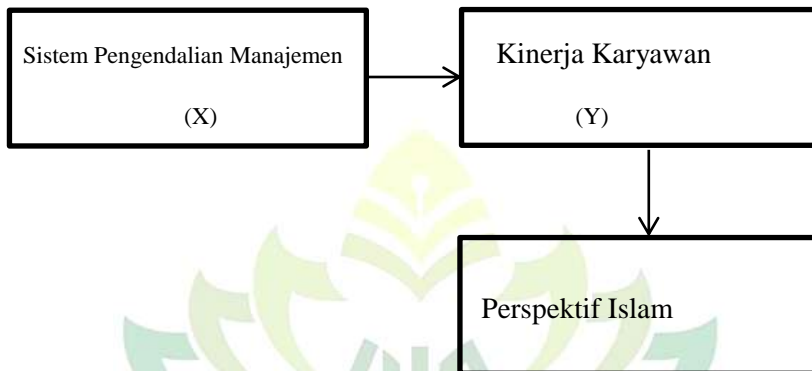 Sistem Pengendalian Manajemen
(X)
Kinerja Karyawan
(Y)
Perspektif Islam